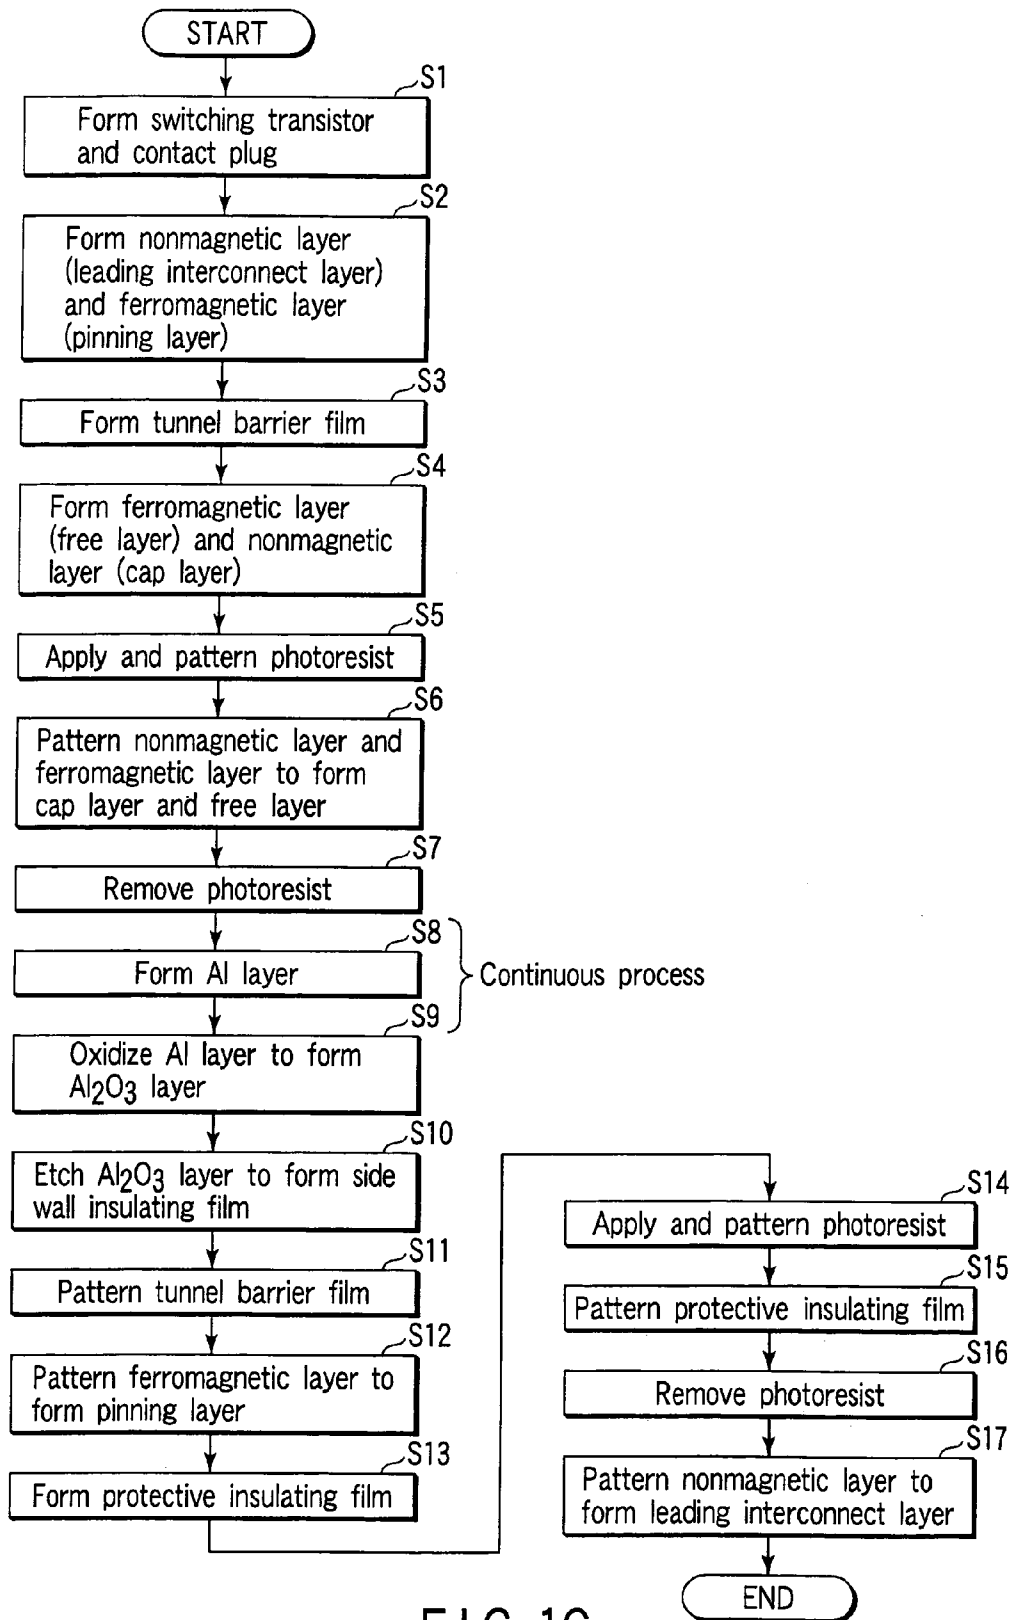 START
S1
Form switching transistor
and contact plug
S2
Form nonmagnetic layer
(leading interconnect layer)
and ferromagnetic layer
(pinning layer)
S3
Form tunnel barrier film
S4
Form ferromagnetic layer
(free layer) and nonmagnetic
layer (cap layer)
S5
Apply and pattern photoresist
S6
Pattern nonmagnetic layer and
ferromagnetic layer to form
cap layer and free layer
S7
Remove photoresist
S8
Form Al layer
Continuous process
S9
Oxidize Al layer to form
Al2O3 layer
S10
Etch Al2O3 layer to form side
wall insulating film
S11
Pattern tunnel barrier film
S12
Pattern ferromagnetic layer to
form pinning layer
S13
Form protective insulating film
S14
Apply and pattern photoresist
S15
Pattern protective insulating film
S16
Remove photoresist
S17
Pattern nonmagnetic layer to
form leading interconnect layer
END